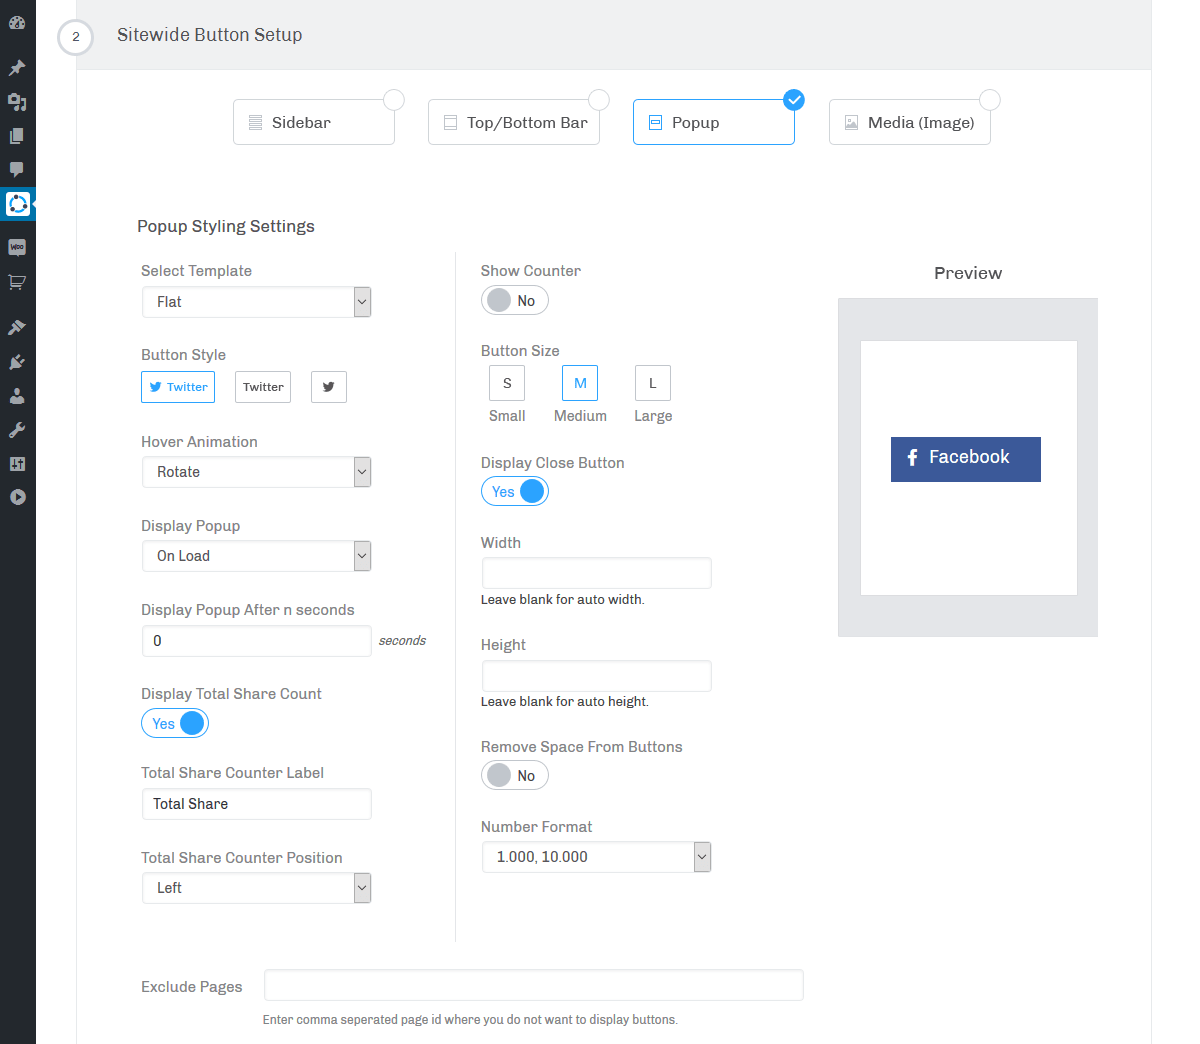 2
Sitewide Button Setup
Sidebar
Top/Bottom Bar
Popup
Media (Image)
Popup Styling Settings
Select Template
Flat
Button Style
Twitter
Twitter
Hover Animation
Rotate
Display Popup
On Load
Display Popup After n seconds
0
seconds
Display Total Share Count
Yes
Total Share Counter Label
Total Share
Total Share Counter Position
Left
Show Counter
No
Button Size
S
M
L
Small
Medium
Large
Display Close Button
Yes
Width
Leave blank for auto width.
Height
Leave blank for auto height.
Remove Space From Buttons
No
Number Format
1.000, 10.000
Preview
Facebook
Exclude Pages
Enter comma seperated page id where you do not want to display buttons.
Woo